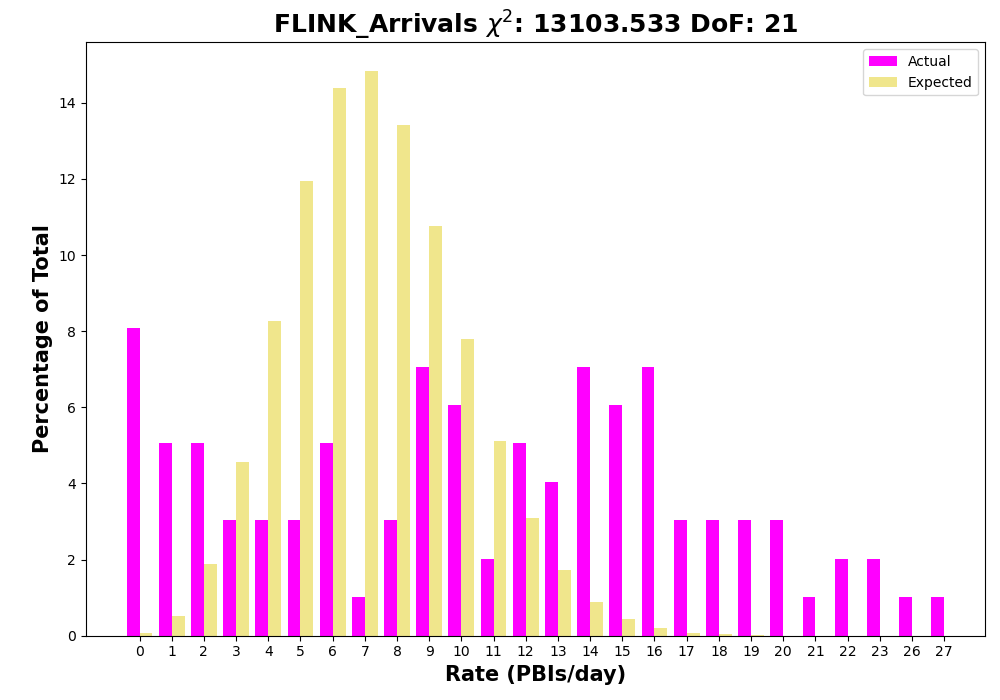 FLINK_Arrivals χ²: 13103.533 DoF: 21
Actual
Expected
Percentage of Total
14
12
10
8
6
4
2
0
0 1 2 3 4 5 6 7 8 9 10 11 12 13 14 15 16 17 18 19 20 21 22 23 26 27
Rate (PBIs/day)